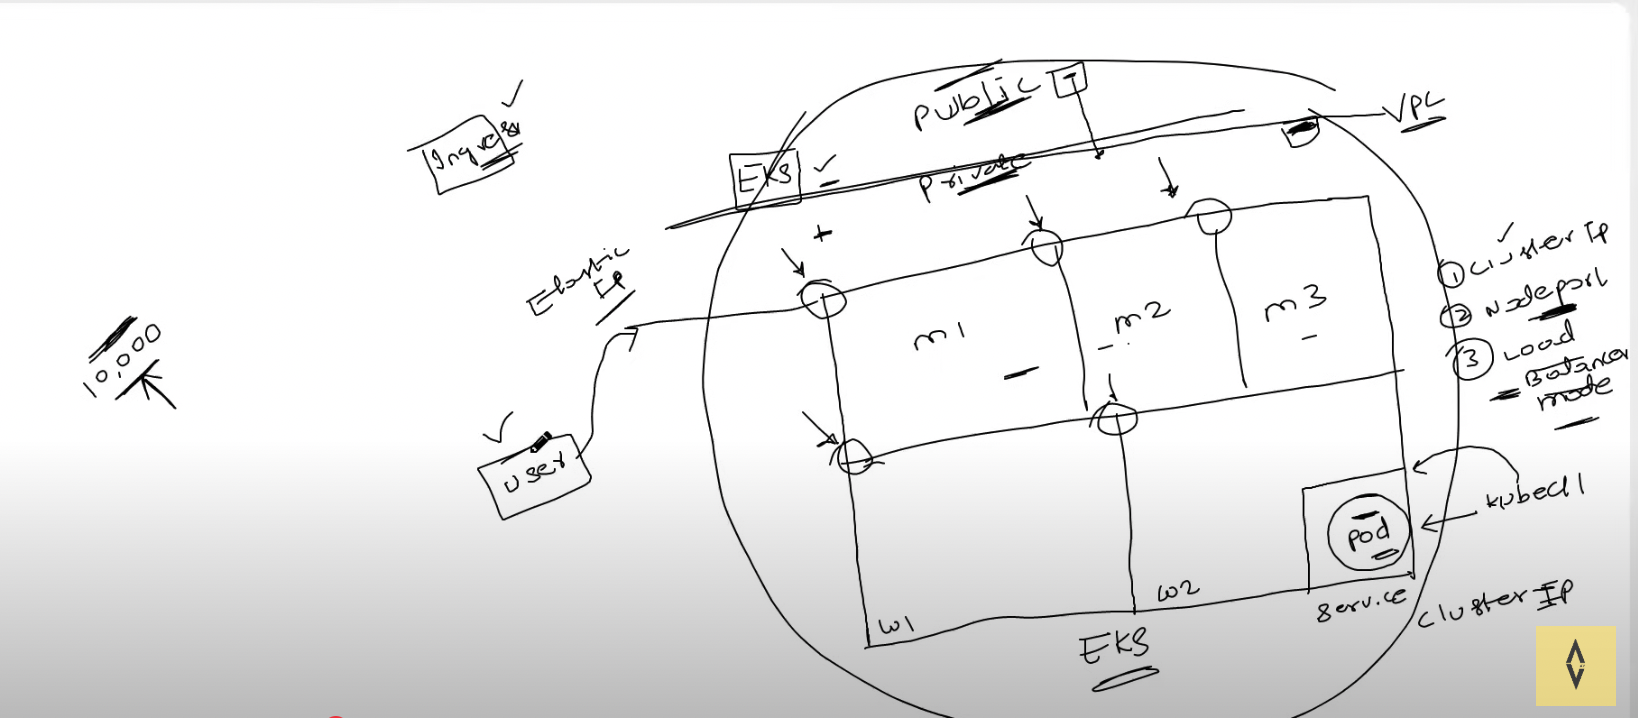 Public
I
VPC
Ingress
EKS
Private
+
Elastic
IP
① Cluster Ip
② Nodeport
③ Load
Balancer
mode
m1
m2
m3
10,000
user
kubectl
pod
W1
W2
Service
Cluster IP
EKS